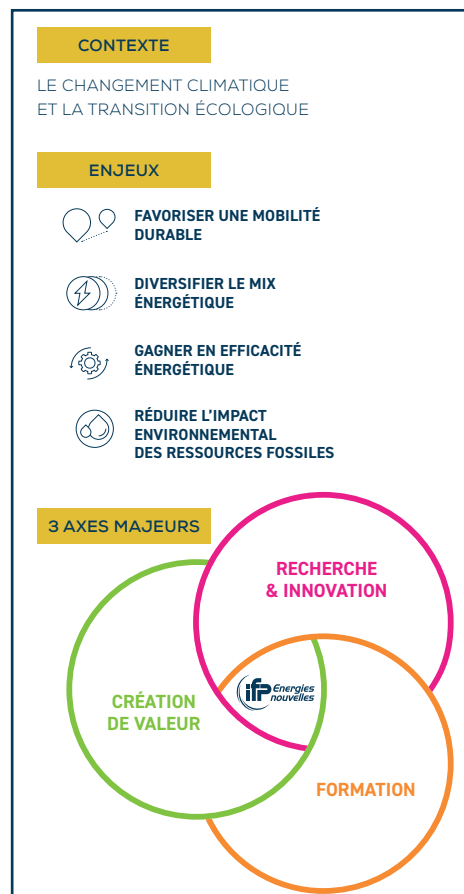 CONTEXTE
LE CHANGEMENT CLIMATIQUE
ET LA TRANSITION ÉCOLOGIQUE
ENJEUX
FAVORISER UNE MOBILITÉ
DURABLE
DIVERSIFIER LE MIX
ÉNERGÉTIQUE
GAGNER EN EFFICACITÉ
ÉNERGÉTIQUE
RÉDUIRE L’IMPACT
ENVIRONNEMENTAL
DES RESSOURCES FOSSILES
3 AXES MAJEURS
RECHERCHE
& INNOVATION
ifp Energies
nouvelles
CRÉATION
DE VALEUR
FORMATION